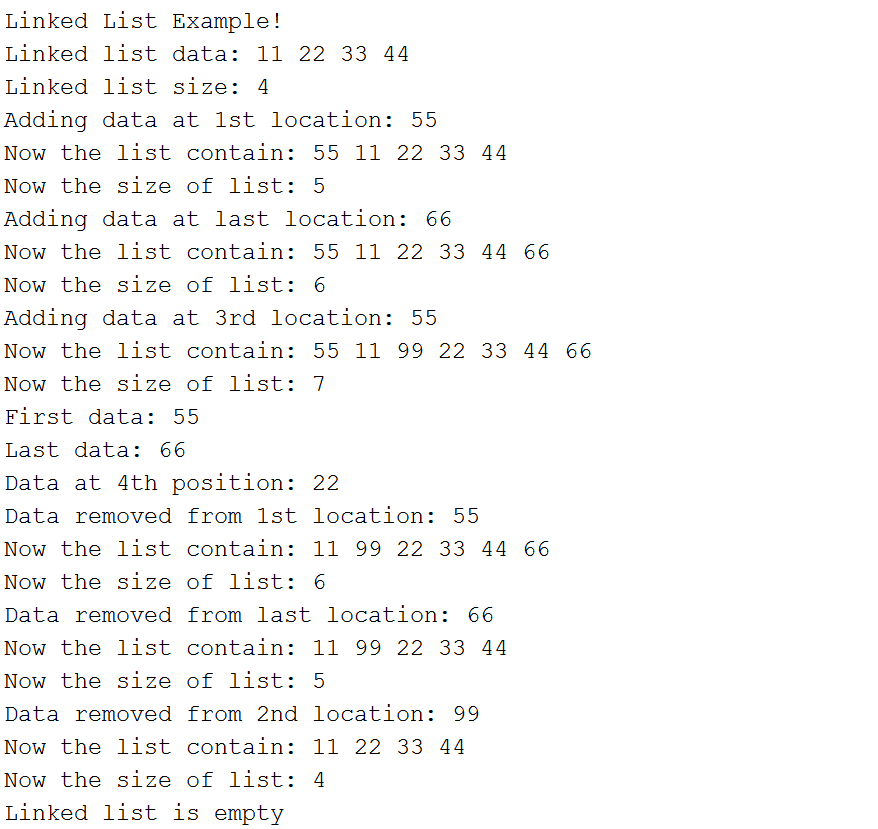 Linked List Example!
Linked list data: 11 22 33 44
Linked list size: 4
Adding data at 1st location: 55
Now the list contain: 55 11 22 33 44
Now the size of list: 5
Adding data at last location: 66
Now the list contain: 55 11 22 33 44 66
Now the size of list: 6
Adding data at 3rd location: 55
Now the list contain: 55 11 99 22 33 44 66
Now the size of list: 7
First data: 55
Last data: 66
Data at 4th position: 22
Data removed from 1st location: 55
Now the list contain: 11 99 22 33 44 66
Now the size of list: 6
Data removed from last location: 66
Now the list contain: 11 99 22 33 44
Now the size of list: 5
Data removed from 2nd location: 99
Now the list contain: 11 22 33 44
Now the size of list: 4
Linked list is empty